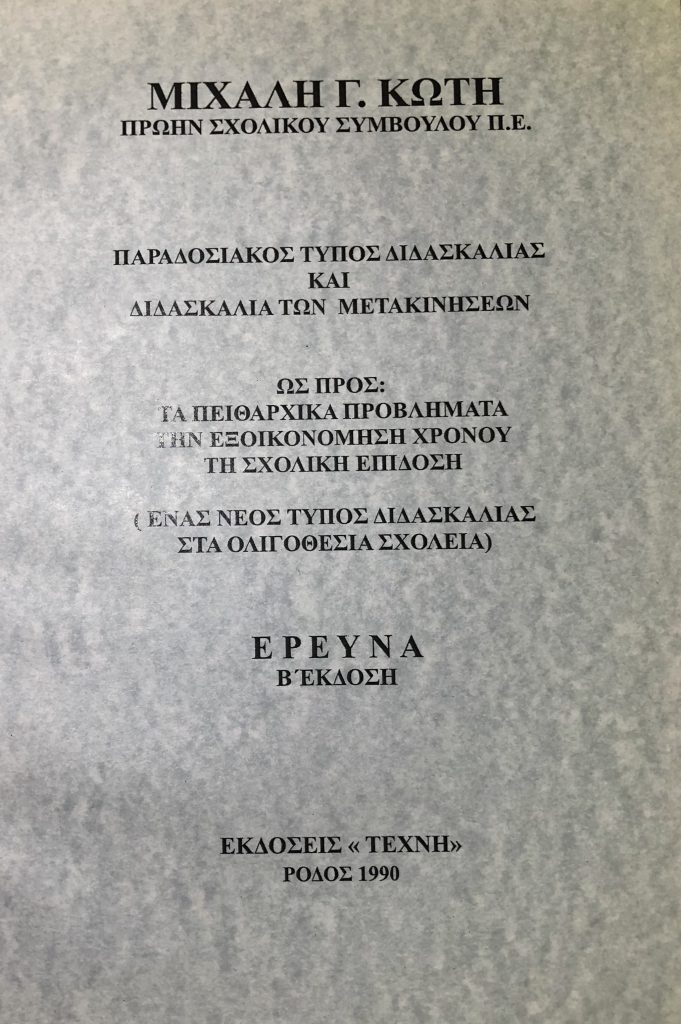 ΜΙΧΑΛΗ Γ. ΚΩΤΗ
ΠΡΩΗΝ ΣΧΟΛΙΚΟΥ ΣΥΜΒΟΥΛΟΥ Π.Ε.
ΠΑΡΑΔΟΣΙΑΚΟΣ ΤΥΠΟΣ ΔΙΔΑΣΚΑΛΙΑΣ
ΚΑΙ
ΔΙΔΑΣΚΑΛΙΑ ΤΩΝ ΜΕΤΑΚΙΝΗΣΕΩΝ
ΩΣ ΠΡΟΣ:
ΤΑ ΠΕΙΘΑΡΧΙΚΑ ΠΡΟΒΛΗΜΑΤΑ
ΤΗΝ ΕΞΟΙΚΟΝΟΜΗΣΗ ΧΡΟΝΟΥ
ΤΗ ΣΧΟΛΙΚΗ ΕΠΙΔΟΣΗ
( ΕΝΑΣ ΝΕΟΣ ΤΥΠΟΣ ΔΙΔΑΣΚΑΛΙΑΣ
ΣΤΑ ΟΛΙΓΟΘΕΣΙΑ ΣΧΟΛΕΙΑ)
Ε Ρ Ε Υ Ν Α
Β΄ΕΚΔΟΣΗ
ΕΚΔΟΣΕΙΣ « ΤΕΧΝΗ»
ΡΟΔΟΣ 1990